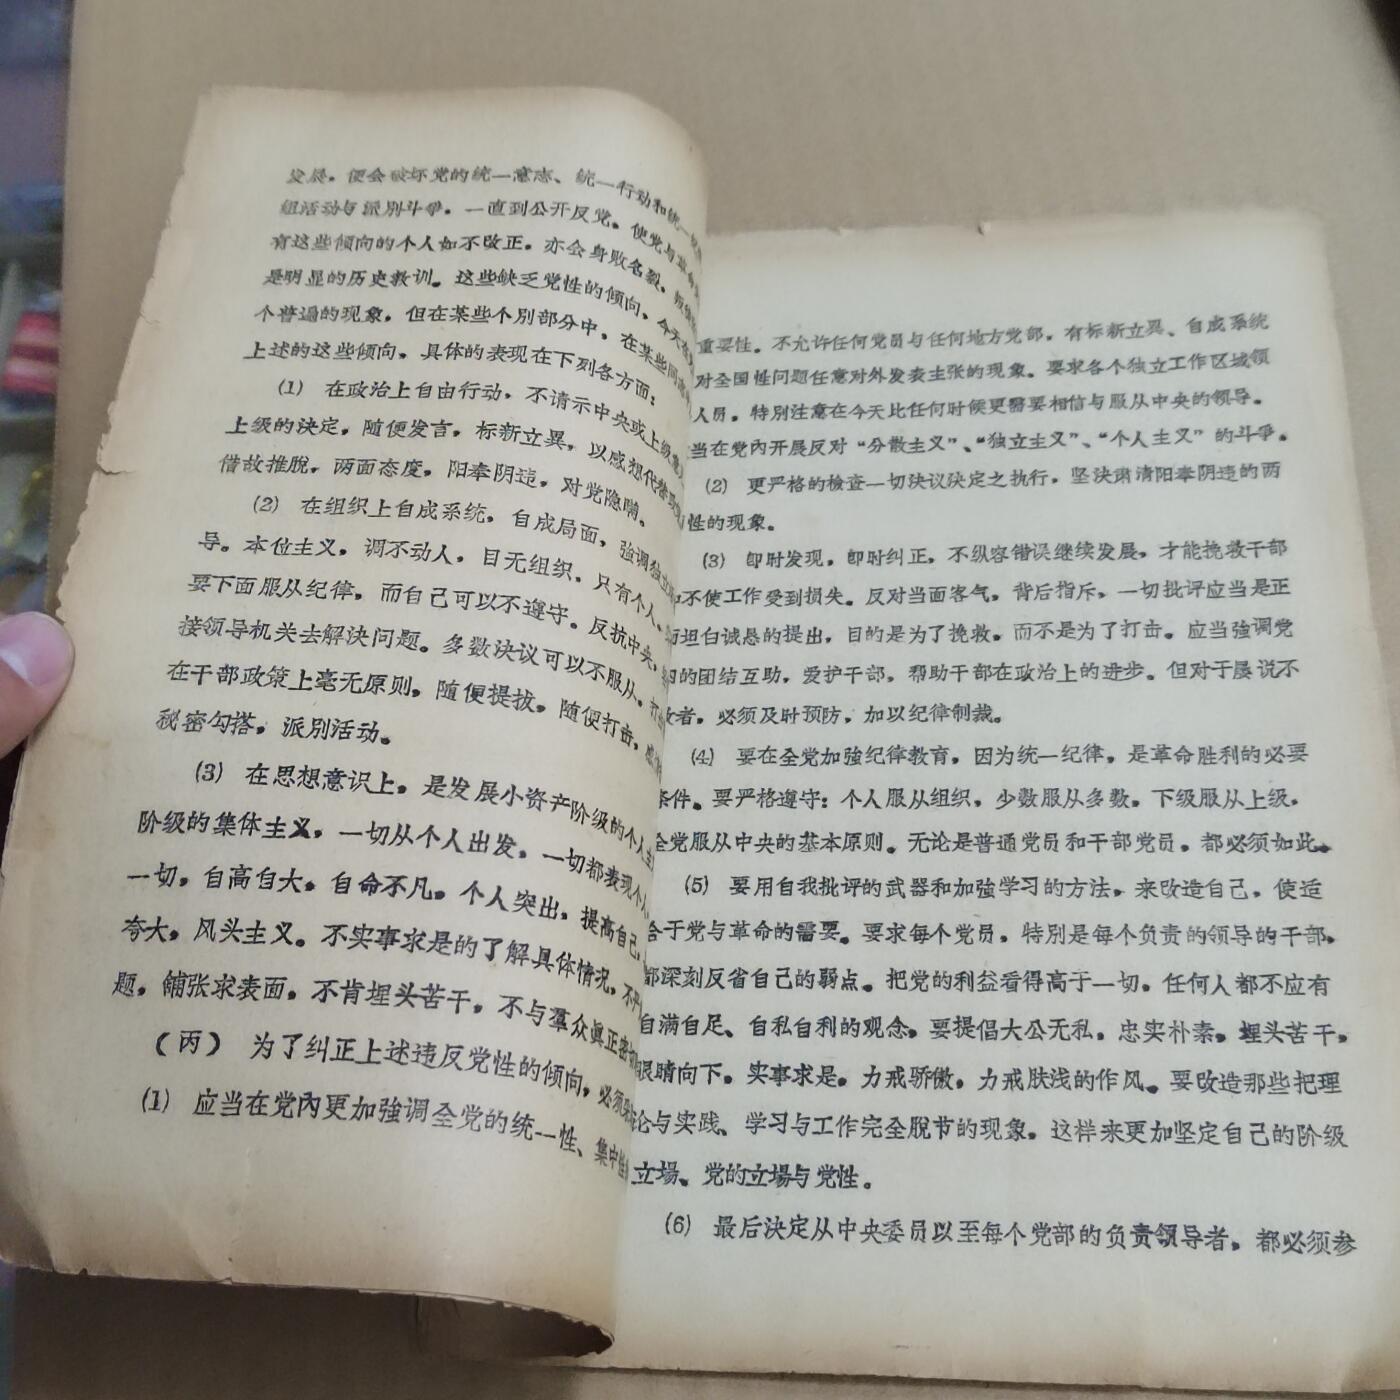 发展。便会破坏党的统一意志、统一行动和统一
组活动与派别斗争。一直到公开反党。使党与革命
有这些倾向的个人如不改正。亦会身败名裂。
是明显的历史教训。这些缺乏党性的倾向，今天在
个普遍的现象，但在某些个别部分中，在某些同志
上述的这些倾向，具体的表现在下列各方面：
(1) 在政治上自由行动，不请示中央或上级意
上级的决定，随便发言，标新立異，以感想代替政
借故推脫，两面态度，阳奉阴违，对党隐瞒。
(2) 在组织上自成系统，自成局面，強调独立
导。本位主义，调不动人，目无组织，只有个人。
要下面服从纪律，而自己可以不遵守。反抗中央，
接领导机关去解决问题。多数决议可以不服从。打
在干部政策上毫无原则，随便提拔，随便打击，
秘密勾搭，派别活动。
(3) 在思想意识上，是发展小资产阶级的个人主
阶级的集体主义，一切从个人出发，一切都表现个人
一切，自高自大。自命不凡，个人突出，提高自己，
夸大，风头主义。不实事求是的了解具体情况，不
题，鋪张求表面，不肯埋头苦干，不与羣众眞正密切
（丙） 为了纠正上述违反党性的倾向，必须采
(1) 应当在党內更加強调全党的统一性、集中性
重要性。不允许任何党员与任何地方党部，有标新立異、自成系统
对全国性问题任意对外发表主张的现象。要求各个独立工作区域领
人员，特别注意在今天比任何时候更需要相信与服从中央的领导。
当在党內开展反对“分散主义”、“独立主义”、“个人主义”的斗争。
(2) 更严格的检查一切决议决定之执行，坚决肃清阳奉阴违的两
性的现象。
(3) 即时发现，即时纠正，不纵容错误继续发展，才能挽救干部
不使工作受到损失。反对当面客气，背后指斥，一切批评应当是正
坦白诚恳的提出，目的是为了挽救，而不是为了打击。应当強调党
的团结互助，爱护干部，帮助干部在政治上的进步。但对于屡说不
改者，必须及时预防，加以纪律制裁。
(4) 要在全党加強纪律教育，因为统一纪律，是革命胜利的必要
条件。要严格遵守：个人服从组织，少数服从多数，下级服从上级，
全党服从中央的基本原则。无论是普通党员和干部党员，都必须如此。
(5) 要用自我批评的武器和加強学习的方法，来改造自己，使适
合于党与革命的需要。要求每个党员，特别是每个负责的领导的干部，
都深刻反省自己的弱点。把党的利益看得高于一切，任何人都不应有
自满自足、自私自利的观念，要提倡大公无私，忠实朴素，埋头苦干，
眼睛向下。实事求是，力戒骄傲，力戒肤浅的作风。要改造那些把理
论与实践、学习与工作完全脫节的现象，这样来更加坚定自己的阶级
立場、党的立場与党性。
(6) 最后决定从中央委员以至每个党部的负责领导者，都必须参